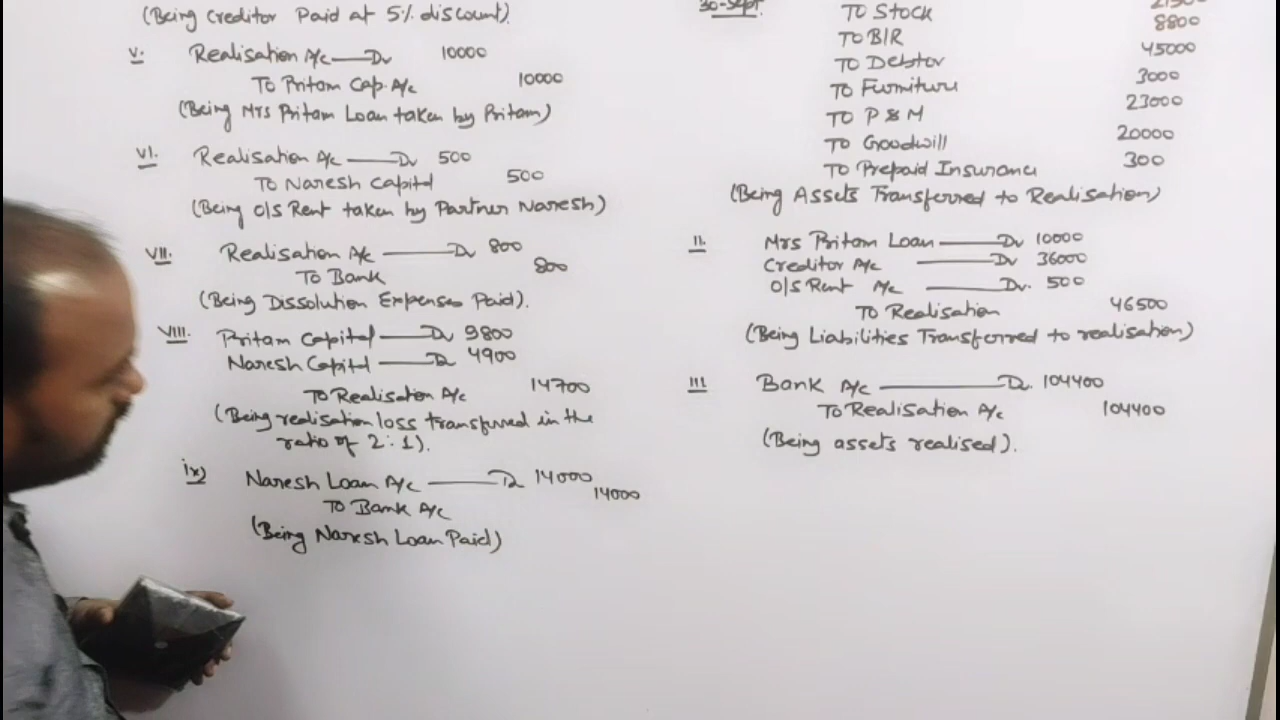 (Being Creditor Paid at 5% discount).
V. Realisation A/c — Dr 10000
To Pritam Cap. A/c 10000
(Being Mrs Pritam Loan taken by Pritam)
VI. Realisation A/c — Dr 500
To Naresh Capital 500
(Being O/S Rent taken by Partner Naresh)
VII. Realisation A/c — Dr 800
To Bank 800
(Being Dissolution Expenses Paid).
VIII. Pritam Capital — Dr 9800
Naresh Capital — Dr 4900
To Realisation A/c 14700
(Being realisation loss transferred in the
ratio of 2:1).
ix) Naresh Loan A/c — Dr 14000
14000
To Bank A/c
(Being Naresh Loan Paid)
30-Sept.
To Stock 21500
To B/R 8800
To Debtor 45000
To Furniture 3000
To P & M 23000
To Goodwill 20000
To Prepaid Insurance 300
(Being Assets Transferred to Realisation)
II. Mrs Pritam Loan — Dr 10000
Creditor A/c — Dr 36000
O/S Rent A/c — Dr. 500
To Realisation 46500
(Being Liabilities Transferred to realisation)
III Bank A/c — Dr. 104400
To Realisation A/c 104400
(Being assets realised).